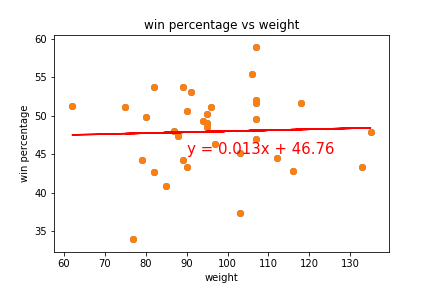 win percentage vs weight
win percentage
60
55
50
45
40
35
y = 0.013x + 46.76
60 70 80 90 100 110 120 130
weight